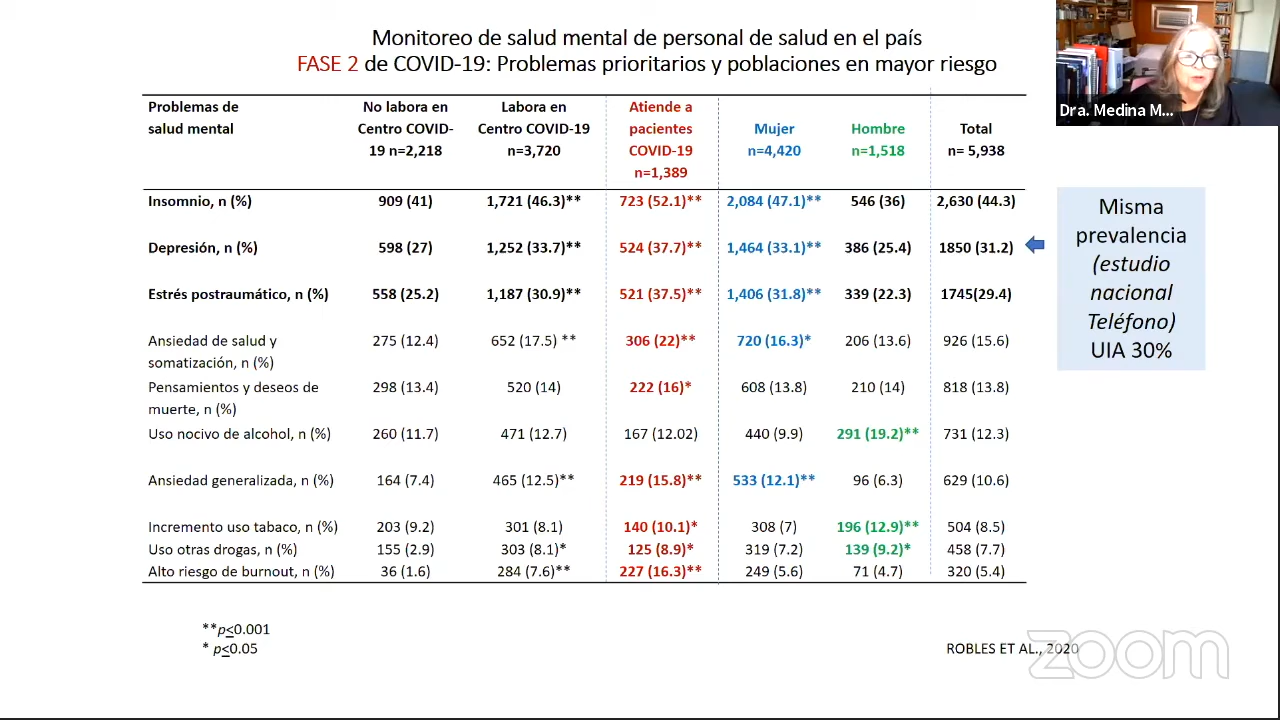 Monitoreo de salud mental de personal de salud en el país
FASE 2 de COVID-19: Problemas prioritarios y poblaciones en mayor riesgo
Dra. Medina M...
Problemas de salud mental | No labora en Centro COVID-19 n=2,218 | Labora en Centro COVID-19 n=3,720 | Atiende a pacientes COVID-19 n=1,389 | Mujer n=4,420 | Hombre n=1,518 | Total n= 5,938
Insomnio, n (%) 909 (41) 1,721 (46.3)** 723 (52.1)** 2,084 (47.1)** 546 (36) 2,630 (44.3)
Depresión, n (%) 598 (27) 1,252 (33.7)** 524 (37.7)** 1,464 (33.1)** 386 (25.4) 1850 (31.2)
Estrés postraumático, n (%) 558 (25.2) 1,187 (30.9)** 521 (37.5)** 1,406 (31.8)** 339 (22.3) 1745(29.4)
Ansiedad de salud y somatización, n (%) 275 (12.4) 652 (17.5) ** 306 (22)** 720 (16.3)* 206 (13.6) 926 (15.6)
Pensamientos y deseos de muerte, n (%) 298 (13.4) 520 (14) 222 (16)* 608 (13.8) 210 (14) 818 (13.8)
Uso nocivo de alcohol, n (%) 260 (11.7) 471 (12.7) 167 (12.02) 440 (9.9) 291 (19.2)** 731 (12.3)
Ansiedad generalizada, n (%) 164 (7.4) 465 (12.5)** 219 (15.8)** 533 (12.1)** 96 (6.3) 629 (10.6)
Incremento uso tabaco, n (%) 203 (9.2) 301 (8.1) 140 (10.1)* 308 (7) 196 (12.9)** 504 (8.5)
Uso otras drogas, n (%) 155 (2.9) 303 (8.1)* 125 (8.9)* 319 (7.2) 139 (9.2)* 458 (7.7)
Alto riesgo de burnout, n (%) 36 (1.6) 284 (7.6)** 227 (16.3)** 249 (5.6) 71 (4.7) 320 (5.4)
Misma
prevalencia
(estudio
nacional
Teléfono)
UIA 30%
**p≤0.001
* p≤0.05
ROBLES ET AL., 2020
zoom